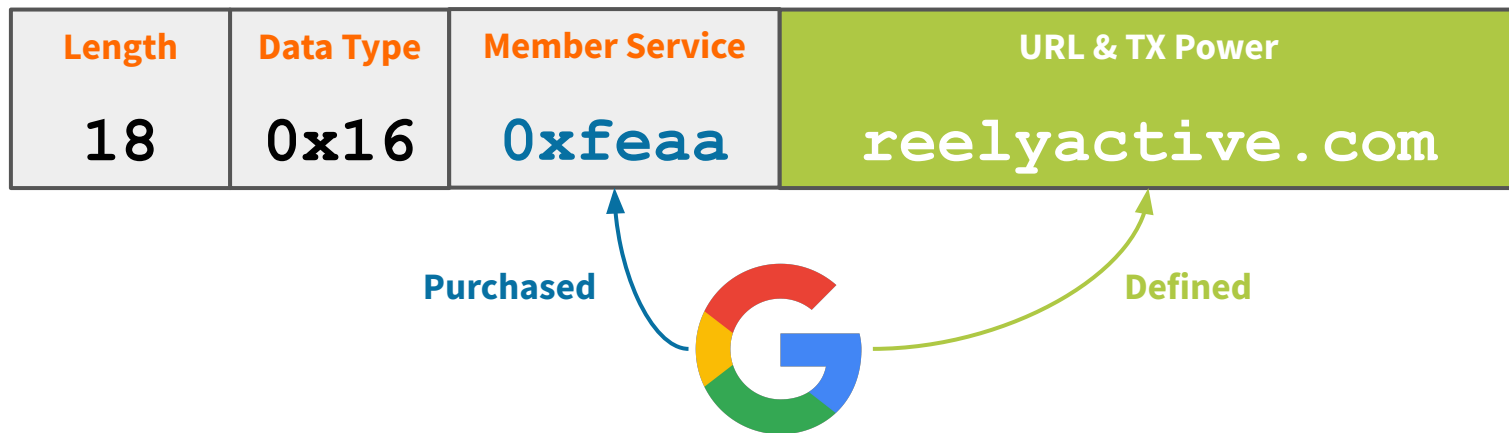 Length Data Type Member Service URL & TX Power
18 0x16 0xfeaa reelyactive.com
Purchased Defined